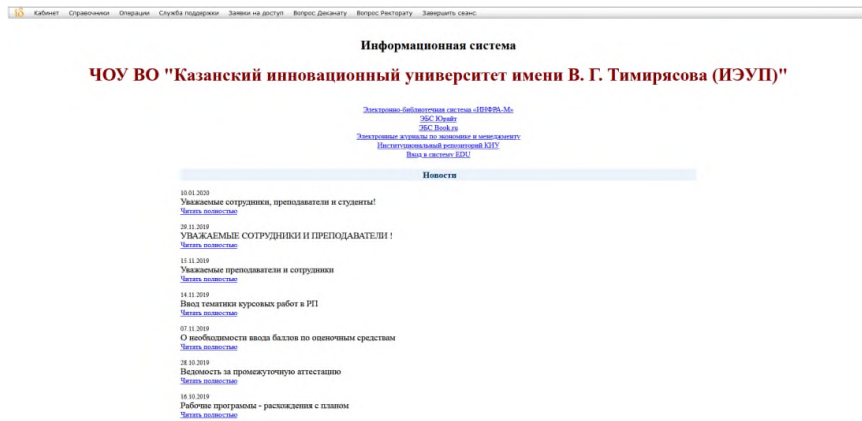 Кабинет Справочники Операции Служба поддержки Заявки на доступ Вопрос Деканату Вопрос Ректорату Завершить сеанс
Информационная система
ЧОУ ВО "Казанский инновационный университет имени В. Г. Тимирясова (ИЭУП)"
Электронно-библиотечная система «ИНФРА-М»
ЭБС Юрайт
ЭБС Book.ru
Электронные журналы по экономике и менеджменту
Институциональный репозиторий КИУ
Вход в систему EDU
Новости
10.01.2020
Уважаемые сотрудники, преподаватели и студенты!
Читать полностью
29.11.2019
УВАЖАЕМЫЕ СОТРУДНИКИ И ПРЕПОДАВАТЕЛИ !
Читать полностью
15.11.2019
Уважаемые преподаватели и сотрудники
Читать полностью
14.11.2019
Ввод тематики курсовых работ в РП
Читать полностью
07.11.2019
О необходимости ввода баллов по оценочным средствам
Читать полностью
28.10.2019
Ведомость за промежуточную аттестацию
Читать полностью
16.10.2019
Рабочие программы - расхождения с планом
Читать полностью